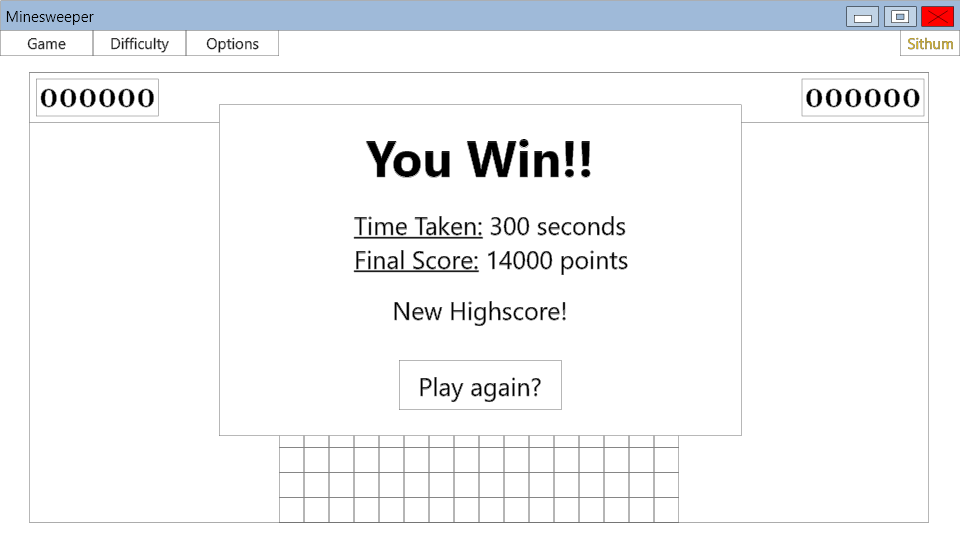 Minesweeper
Game Difficulty Options Sithum
000000 000000
You Win!!
Time Taken: 300 seconds
Final Score: 14000 points
New Highscore!
Play again?